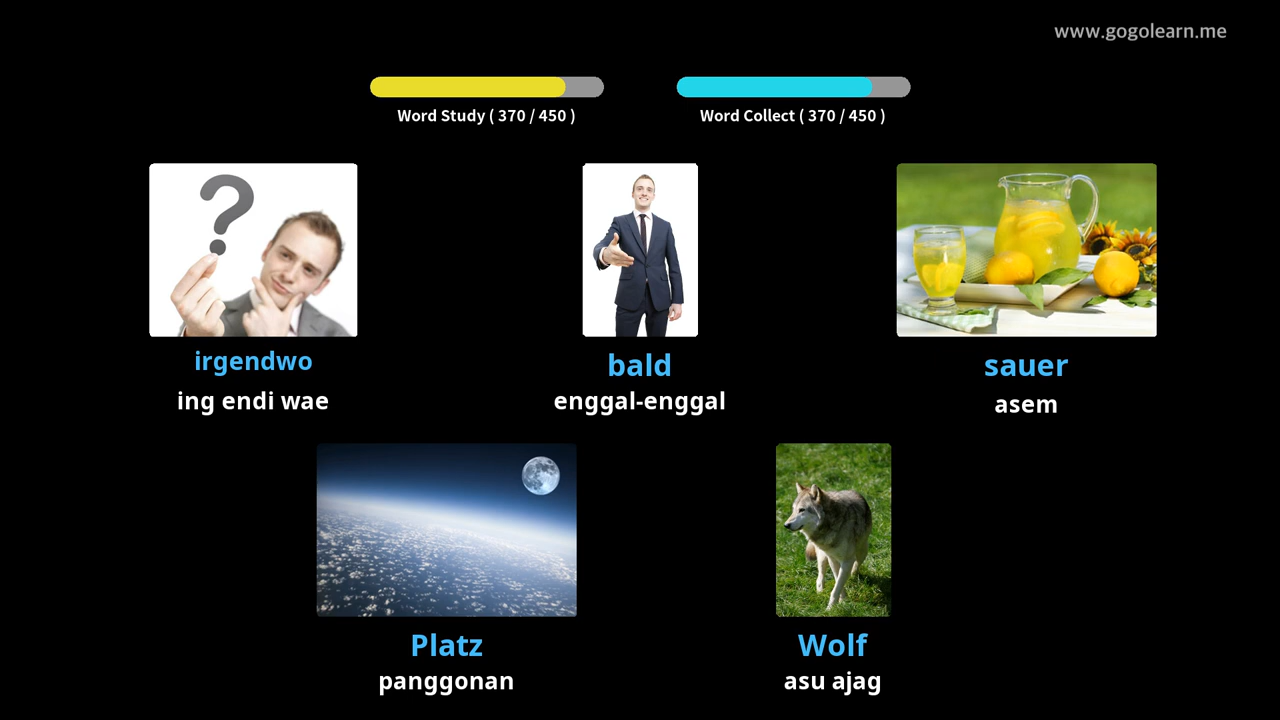 www.gogolearn.me
Word Study ( 370 / 450 )
Word Collect ( 370 / 450 )
irgendwo
ing endi wae
bald
enggal-enggal
sauer
asem
Platz
panggonan
Wolf
asu ajag